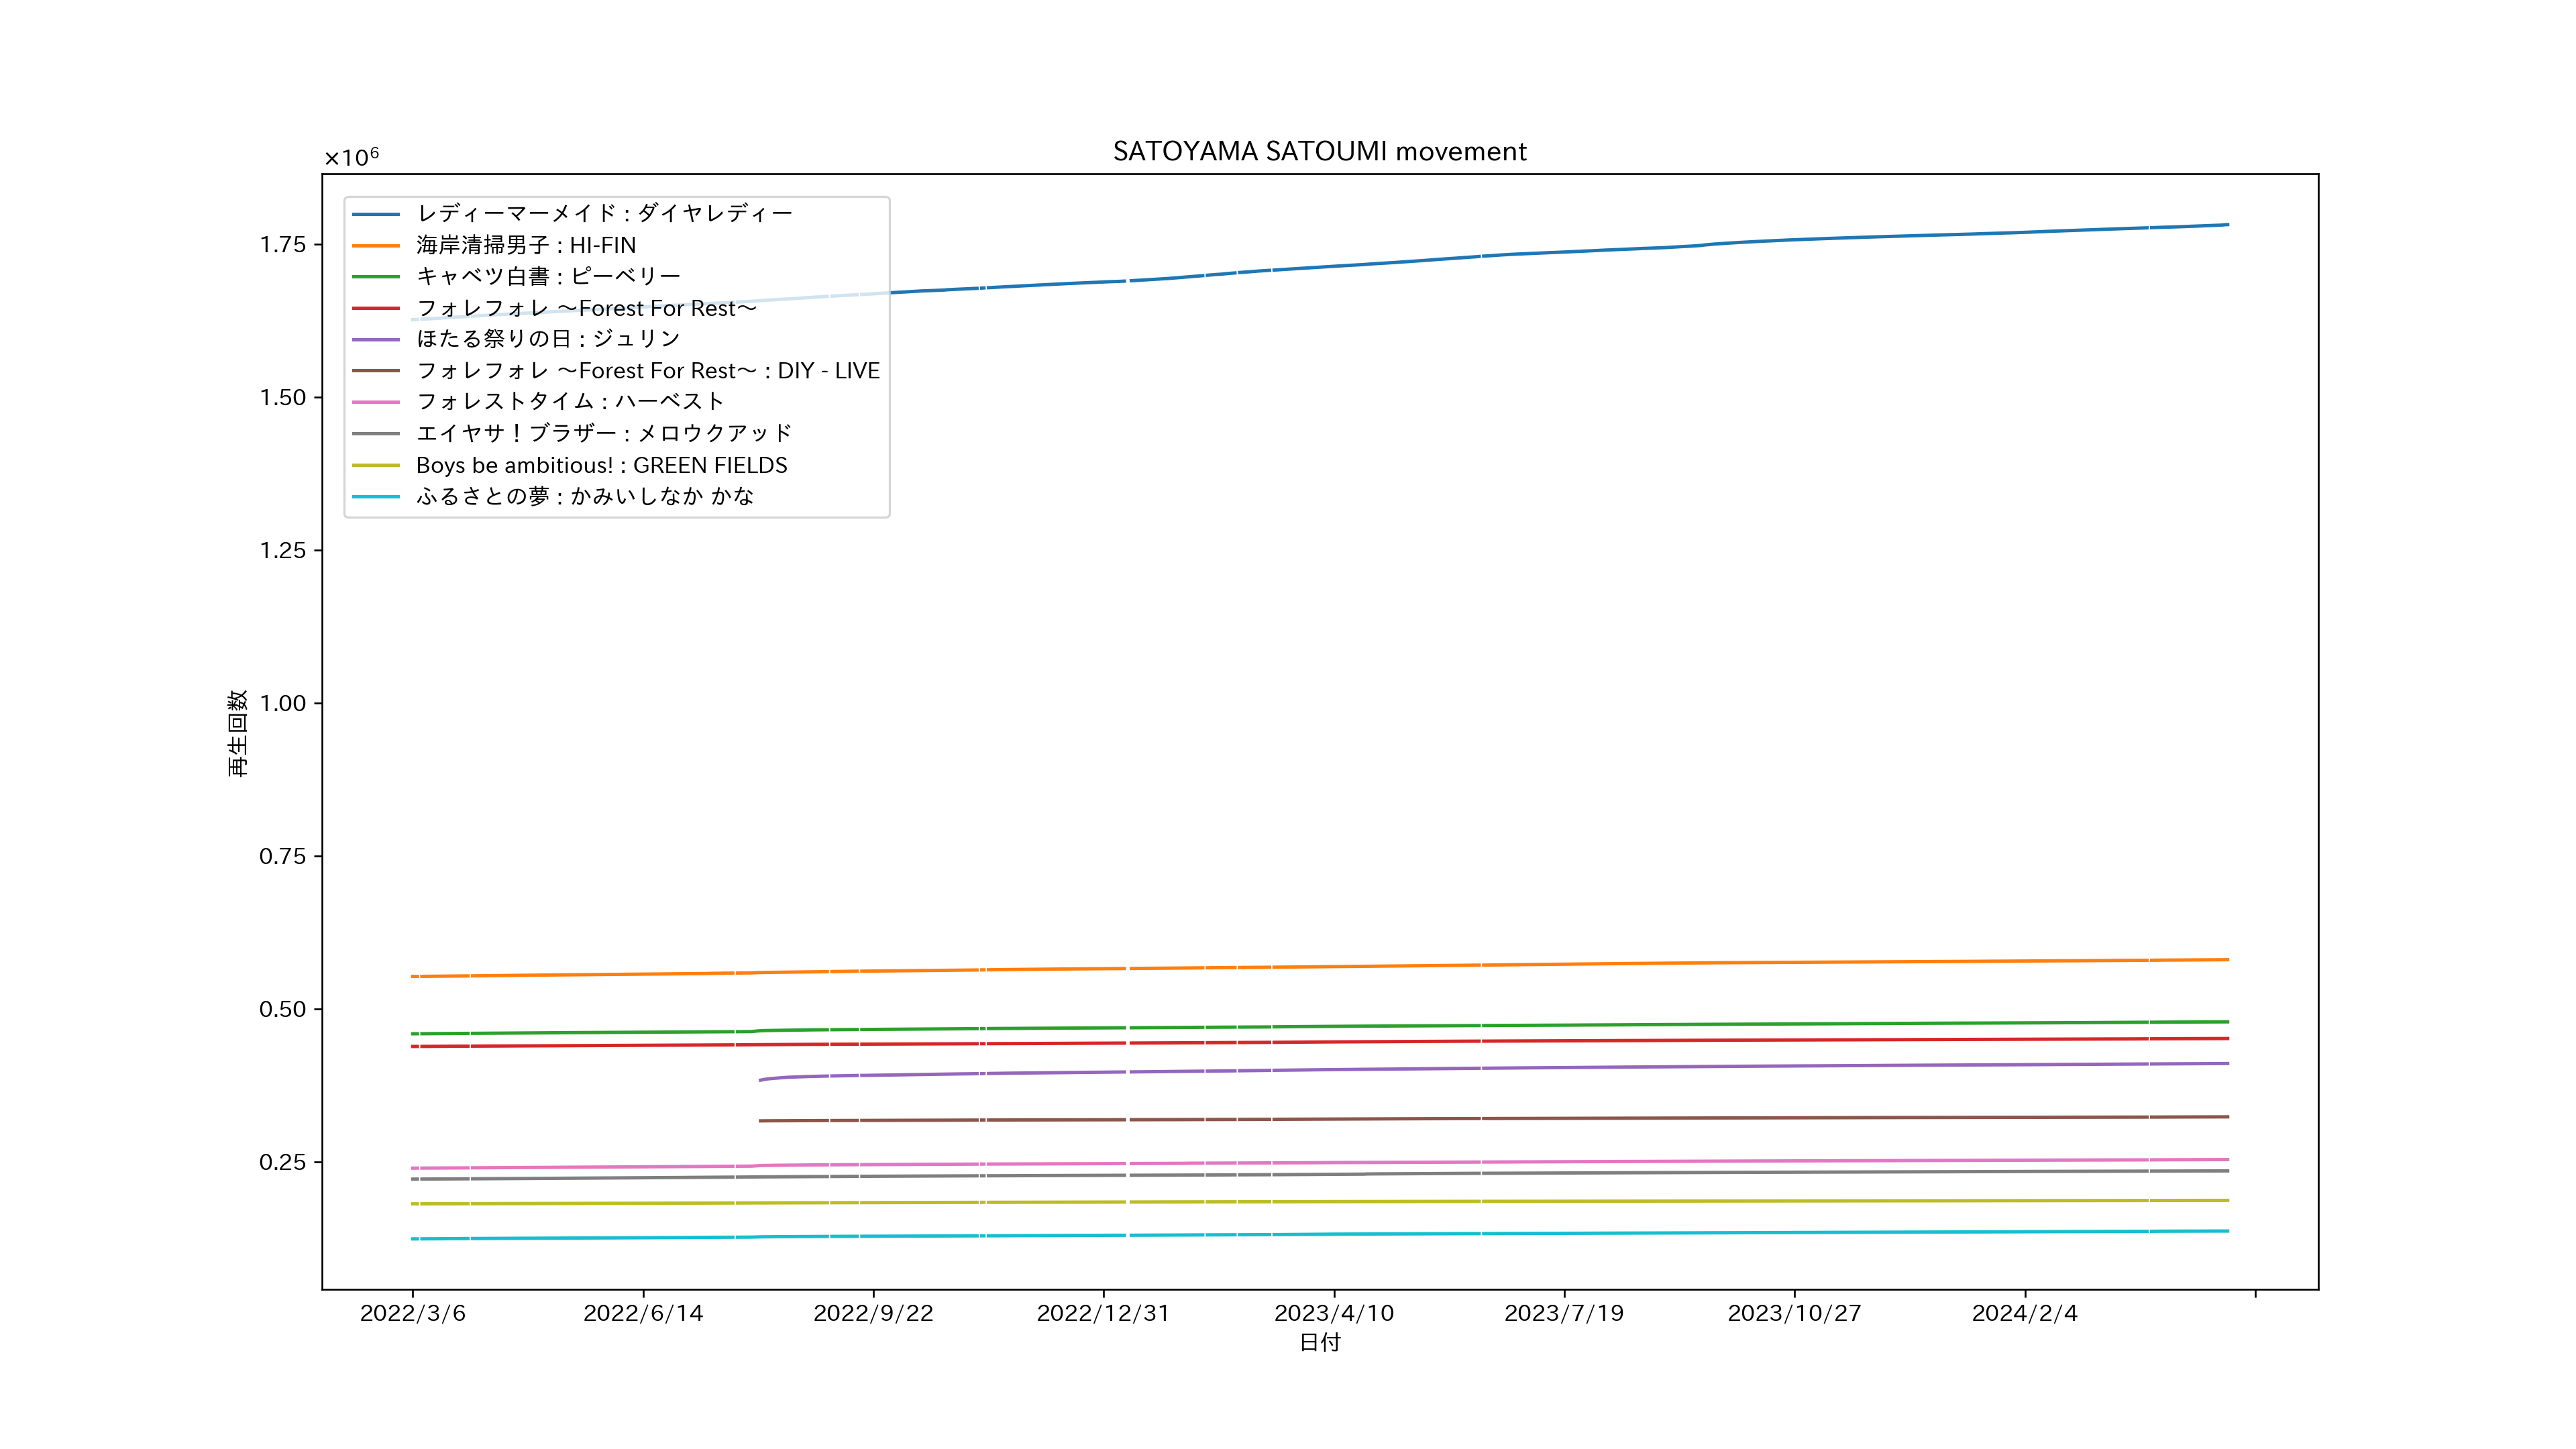 SATOYAMA SATOUMI movement
×10⁶
レディーマーメイド : ダイヤレディー
海岸清掃男子 : HI-FIN
キャベツ白書 : ピーベリー
フォレフォレ 〜Forest For Rest〜
ほたる祭りの日 : ジュリン
フォレフォレ 〜Forest For Rest〜 : DIY - LIVE
フォレストタイム : ハーベスト
エイヤサ！ブラザー : メロウクアッド
Boys be ambitious! : GREEN FIELDS
ふるさとの夢 : かみいしなか かな
1.75
1.50
1.25
1.00
0.75
0.50
0.25
再生回数
2022/3/6 2022/6/14 2022/9/22 2022/12/31 2023/4/10 2023/7/19 2023/10/27 2024/2/4
日付